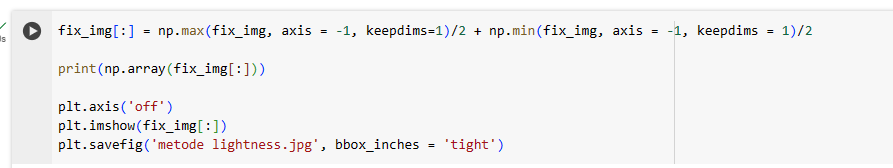 fix_img[:] = np.max(fix_img, axis = -1, keepdims=1)/2 + np.min(fix_img, axis = -1, keepdims = 1)/2
print(np.array(fix_img[:]))
plt.axis('off')
plt.imshow(fix_img[:])
plt.savefig('metode lightness.jpg', bbox_inches = 'tight')